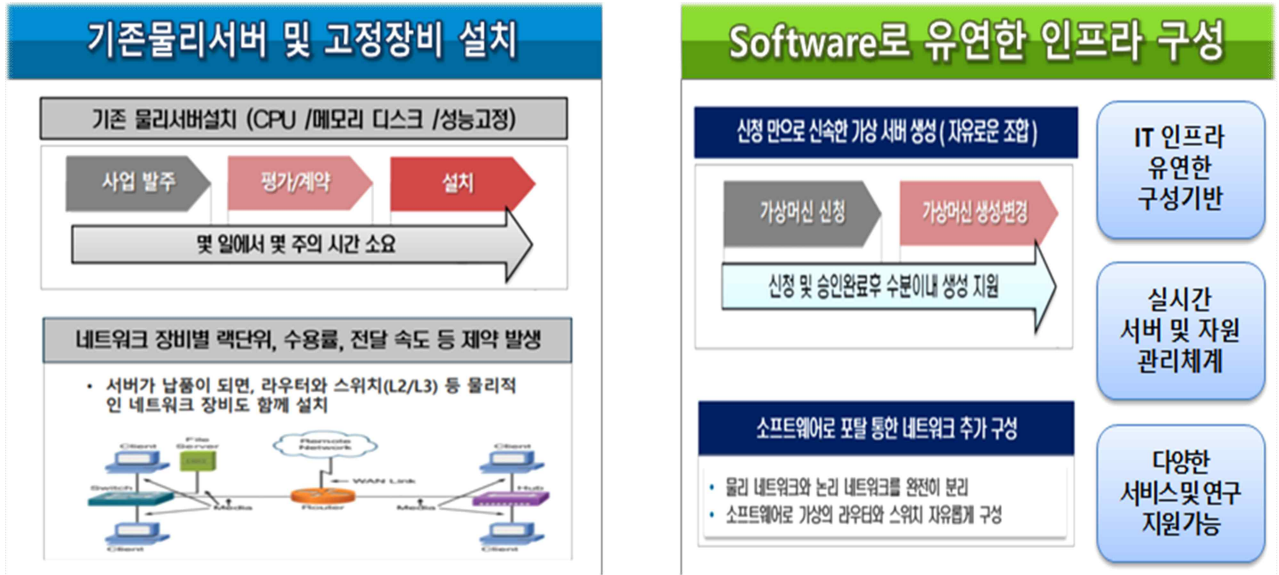 기존물리서버 및 고정장비 설치
기존 물리서버설치 (CPU /메모리 디스크 /성능고정)
사업 발주
평가/계약
설치
몇 일에서 몇 주의 시간 소요
네트워크 장비별 랙단위, 수용률, 전달 속도 등 제약 발생
• 서버가 납품이 되면, 라우터와 스위치(L2/L3) 등 물리적
인 네트워크 장비도 함께 설치
Client
File
Server
Remote
Network
Client
Switch
WAN Link
Hub
Media
Router
Media
Client
Client
Software로 유연한 인프라 구성
신청 만으로 신속한 가상 서버 생성 ( 자유로운 조합 )
가상머신 신청
가상머신 생성·변경
신청 및 승인완료후 수분이내 생성 지원
소프트웨어로 포탈 통한 네트워크 추가 구성
• 물리 네트워크와 논리 네트워크를 완전이 분리
• 소프트웨어로 가상의 라우터와 스위치 자유롭게 구성
IT 인프라
유연한
구성기반
실시간
서버 및 자원
관리체계
다양한
서비스 및 연구
지원가능